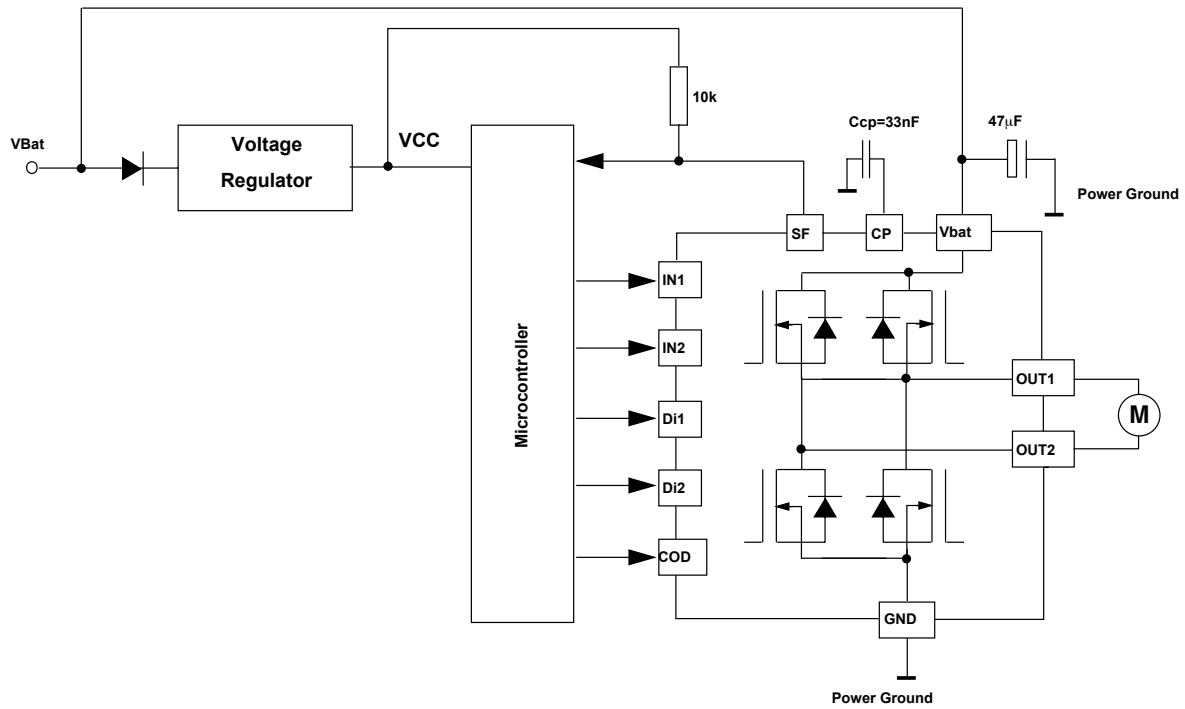 10k
Ccp=33nF
47µF
VBat
Voltage
Regulator
VCC
Power Ground
SF
CP
Vbat
IN1
IN2
Microcontroller
Di1
Di2
COD
OUT1
OUT2
M
GND
Power Ground